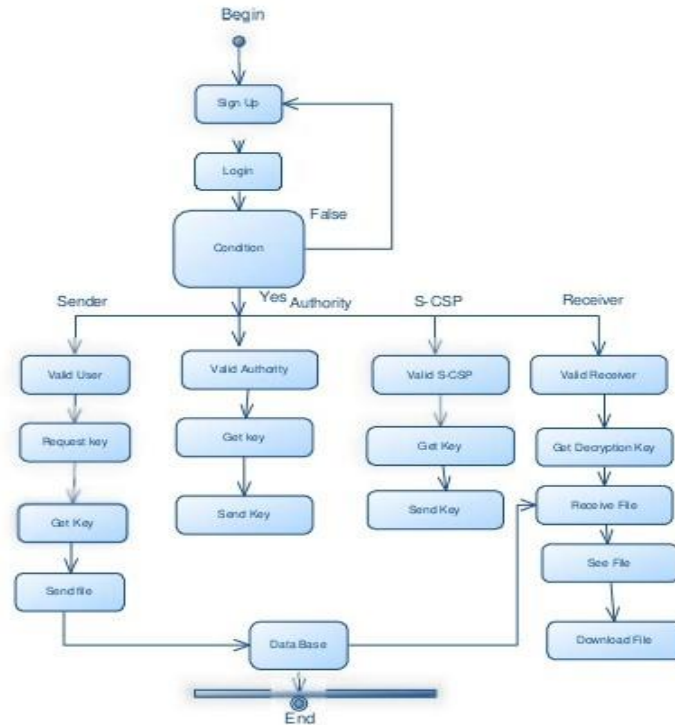 Begin
Sign Up
Login
False
Condition
Yes
Sender
Authority
S-CSP
Receiver
Valid User
Valid Authority
Valid S-CSP
Valid Receiver
Request key
Get key
Get Key
Get Decryption Key
Get Key
Send Key
Send Key
Receive File
Send file
See File
Data Base
Download File
End